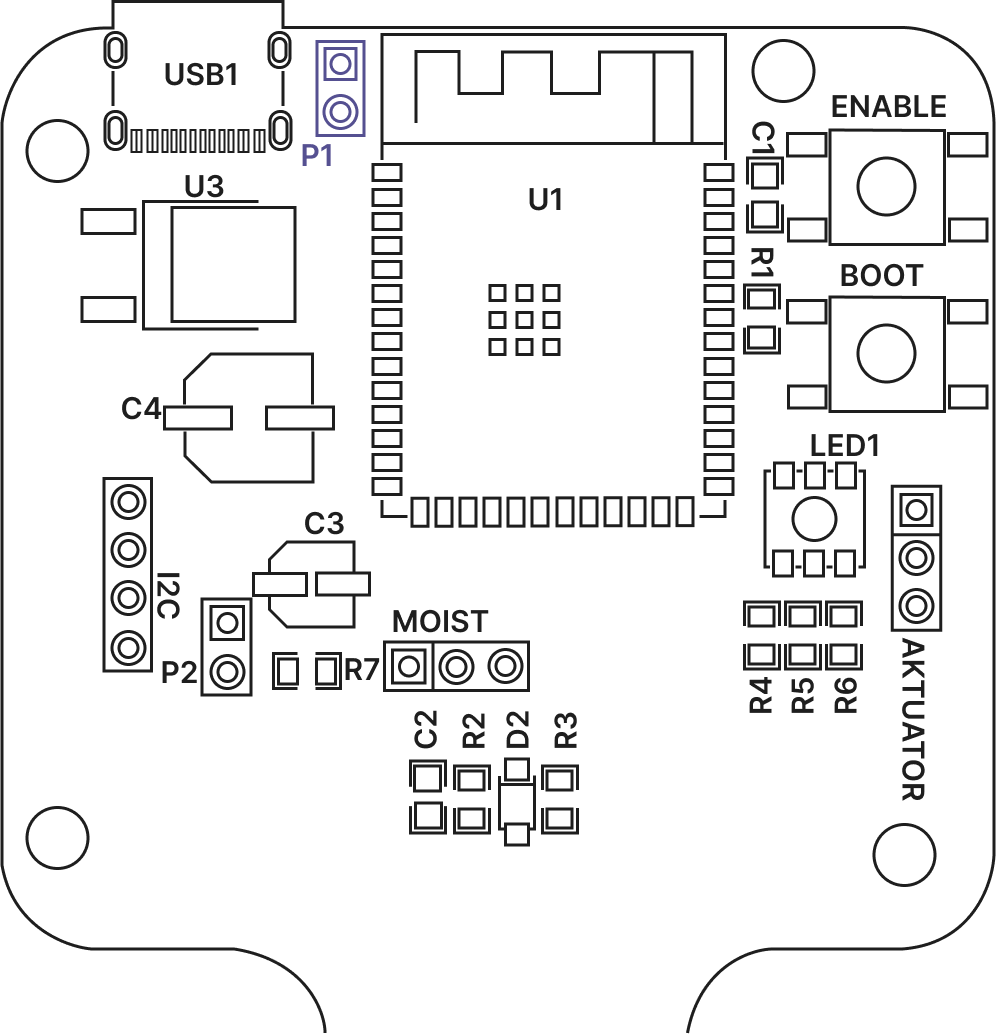 USB1
P1
ENABLE
C1
U3
U1
R1
BOOT
C4
LED1
C3
I2C
MOIST
P2
R7
R4
R5
R6
AKTUATOR
C2
R2
D2
R3